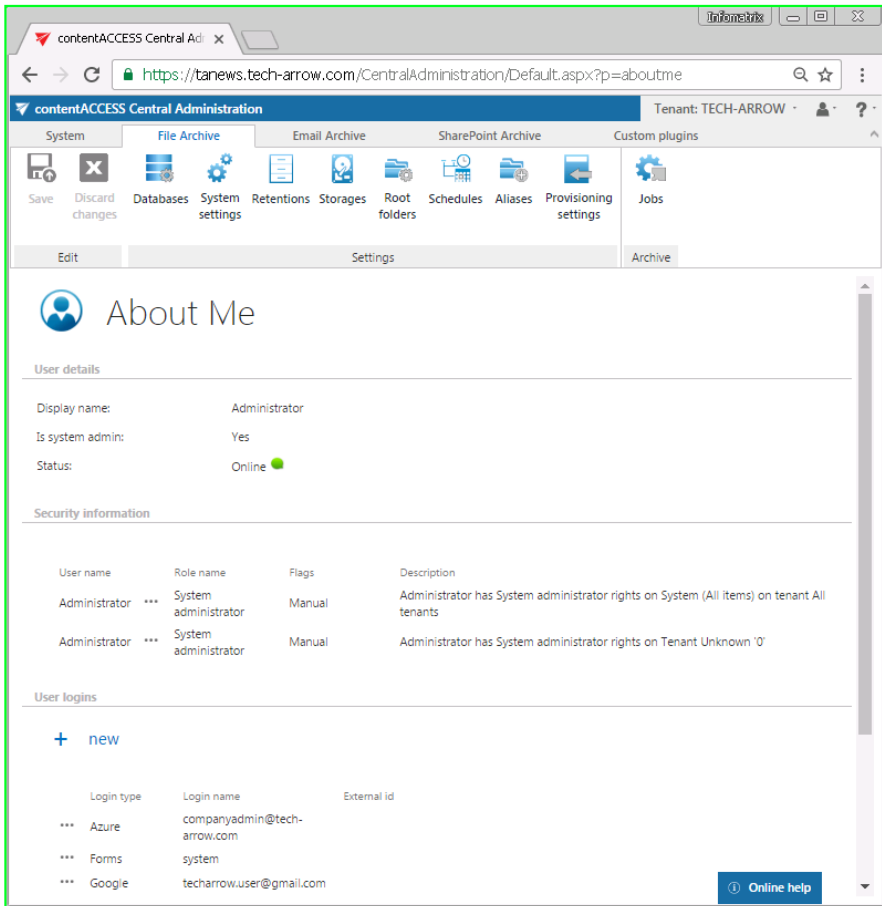 Infomatrix
contentACCESS Central Adr
https://tanews.tech-arrow.com/CentralAdministration/Default.aspx?p=aboutme
contentACCESS Central Administration
Tenant: TECH-ARROW
?
System File Archive Email Archive SharePoint Archive Custom plugins
Save Discard changes Databases System settings Retentions Storages Root folders Schedules Aliases Provisioning settings Jobs
Edit Settings Archive
About Me
User details
Display name: Administrator
Is system admin: Yes
Status: Online
Security information
User name Role name Flags Description
Administrator ••• System administrator Manual Administrator has System administrator rights on System (All items) on tenant All
tenants
Administrator ••• System administrator Manual Administrator has System administrator rights on Tenant Unknown '0'
User logins
+ new
Login type Login name External id
••• Azure companyadmin@tech-
arrow.com
••• Forms system
••• Google techarrow.user@gmail.com
Online help